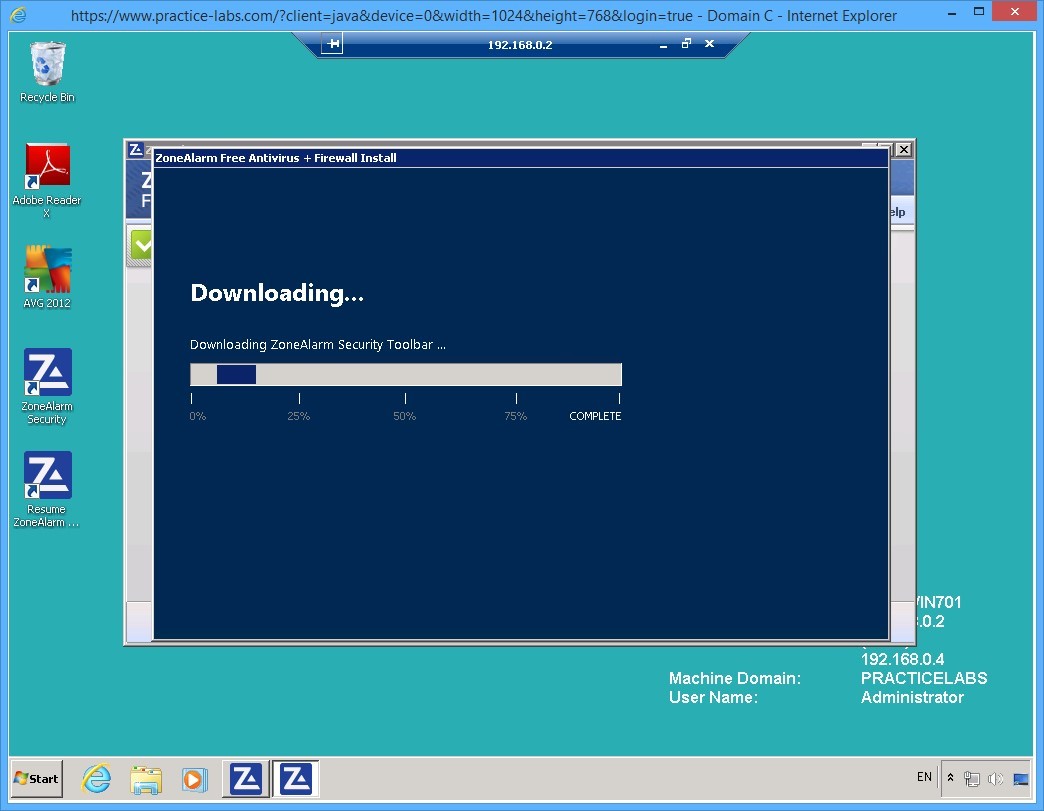 https://www.practice-labs.com/?client=java&device=0&width=1024&height=768&login=true - Domain C - Internet Explorer
192.168.0.2
Recycle Bin
Adobe Reader
X
AVG 2012
ZoneAlarm
Security
Resume
ZoneAlarm ...
ZoneAlarm Free Antivirus + Firewall Install
elp
Downloading...
Downloading ZoneAlarm Security Toolbar ...
0%
25%
50%
75%
COMPLETE
IN701
.0.2
192.168.0.4
Machine Domain: PRACTICELABS
User Name: Administrator
Start
EN